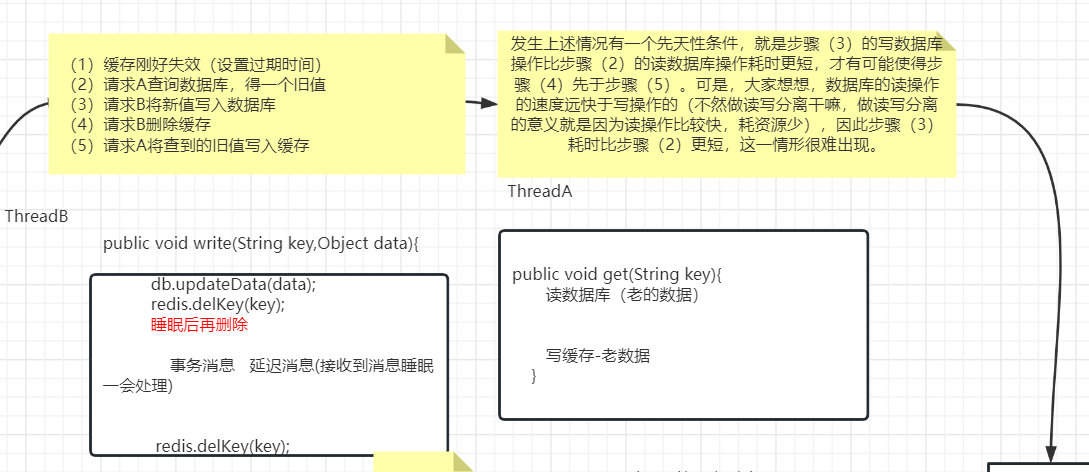 （1）缓存刚好失效（设置过期时间）
（2）请求A查询数据库，得一个旧值
（3）请求B将新值写入数据库
（4）请求B删除缓存
（5）请求A将查到的旧值写入缓存
发生上述情况有一个先天性条件，就是步骤（3）的写数据库
操作比步骤（2）的读数据库操作耗时更短，才有可能使得步
骤（4）先于步骤（5）。可是，大家想想，数据库的读操作
的速度远快于写操作的（不然做读写分离干嘛，做读写分离
的意义就是因为读操作比较快，耗资源少），因此步骤（3）
耗时比步骤（2）更短，这一情形很难出现。
ThreadB
public void write(String key,Object data){
db.updateData(data);
redis.delKey(key);
睡眠后再删除
事务消息 延迟消息(接收到消息睡眠
一会处理)
redis.delKey(key);
ThreadA
public void get(String key){
读数据库（老的数据）
写缓存-老数据
}